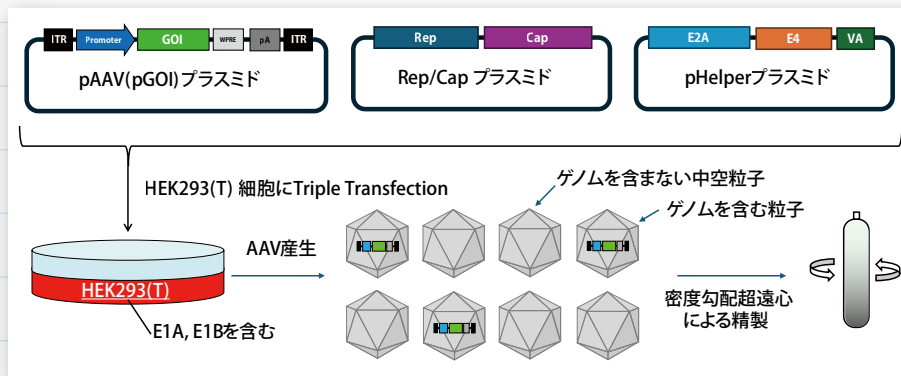 ITR Promoter GOI WPRE pA ITR
pAAV(pGOI)プラスミド
Rep Cap
Rep/Cap プラスミド
E2A E4 VA
pHelperプラスミド
HEK293(T) 細胞にTriple Transfection
ゲノムを含まない中空粒子
ゲノムを含む粒子
AAV産生
HEK293(T)
E1A, E1Bを含む
密度勾配超遠心
による精製